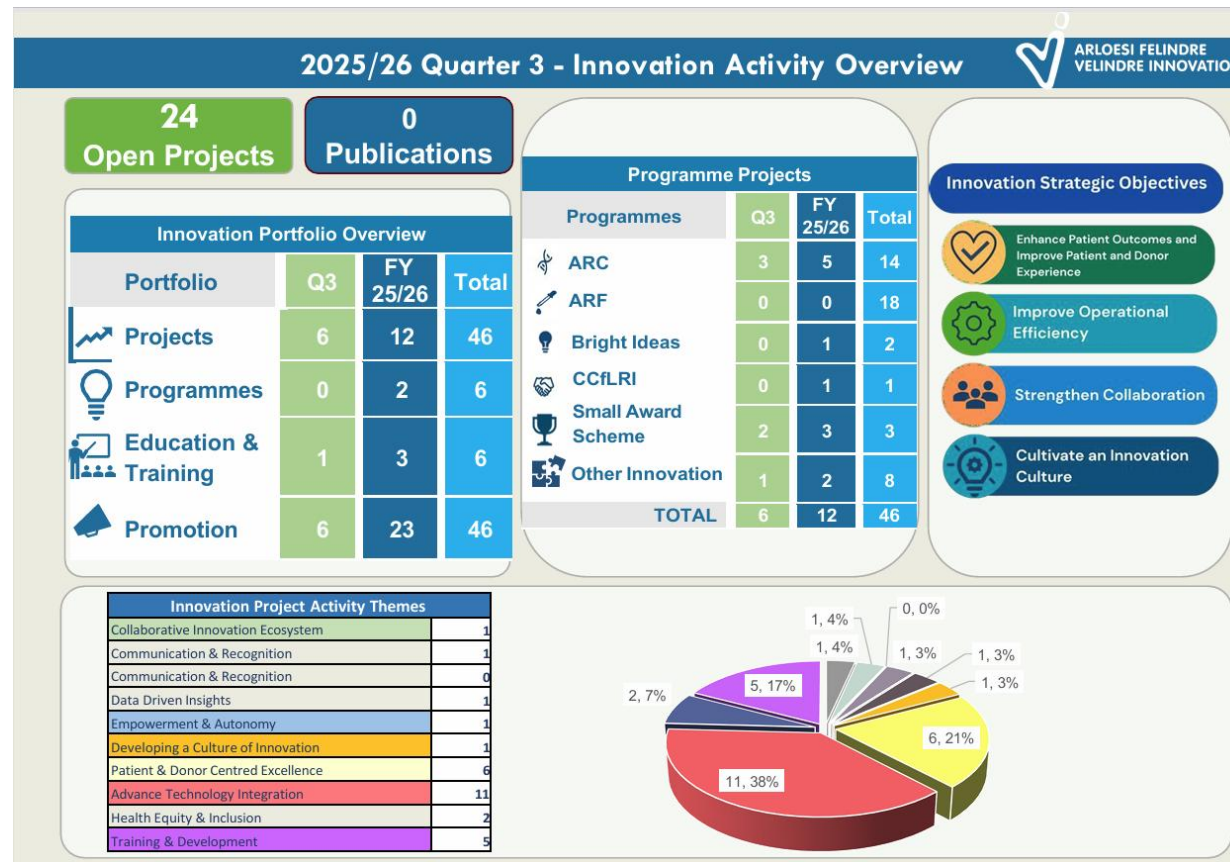 2025/26 Quarter 3 - Innovation Activity Overview
ARLOESI FELINDRE
VELINDRE INNOVATIO
24
Open Projects
0
Publications
Innovation Portfolio Overview
Portfolio Q3 FY 25/26 Total
Projects 6 12 46
Programmes 0 2 6
Education & Training 1 3 6
Promotion 6 23 46
Programme Projects
Programmes Q3 FY 25/26 Total
ARC 3 5 14
ARF 0 0 18
Bright Ideas 0 1 2
CCfLRI 0 1 1
Small Award Scheme 2 3 3
Other Innovation 1 2 8
TOTAL 6 12 46
Innovation Strategic Objectives
Enhance Patient Outcomes and
Improve Patient and Donor
Experience
Improve Operational
Efficiency
Strengthen Collaboration
Cultivate an Innovation
Culture
Innovation Project Activity Themes
Collaborative Innovation Ecosystem 1
Communication & Recognition 1
Communication & Recognition 0
Data Driven Insights 1
Empowerment & Autonomy 1
Developing a Culture of Innovation 1
Patient & Donor Centred Excellence 6
Advance Technology Integration 11
Health Equity & Inclusion 2
Training & Development 5
1, 4%
1, 4%
0, 0%
1, 3%
1, 3%
1, 3%
6, 21%
11, 38%
2, 7%
5, 17%